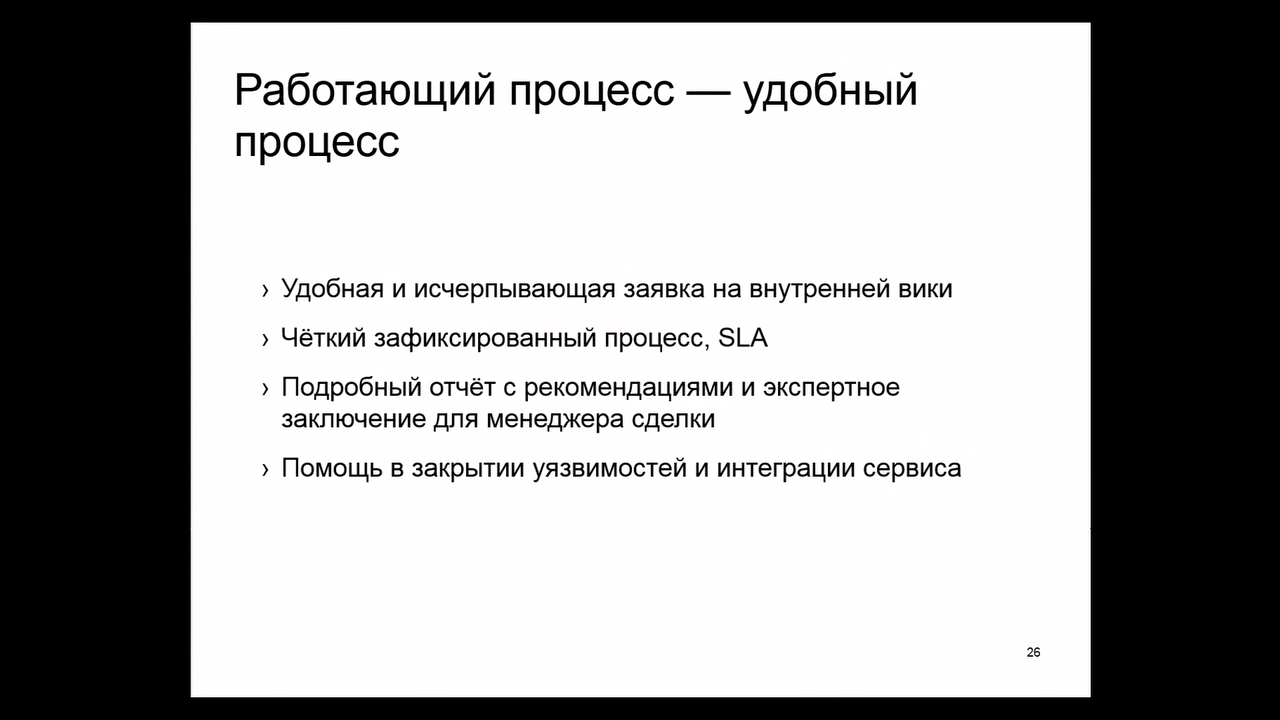 Работающий процесс — удобный
процесс
› Удобная и исчерпывающая заявка на внутренней вики
› Чёткий зафиксированный процесс, SLA
› Подробный отчёт с рекомендациями и экспертное
заключение для менеджера сделки
› Помощь в закрытии уязвимостей и интеграции сервиса
26